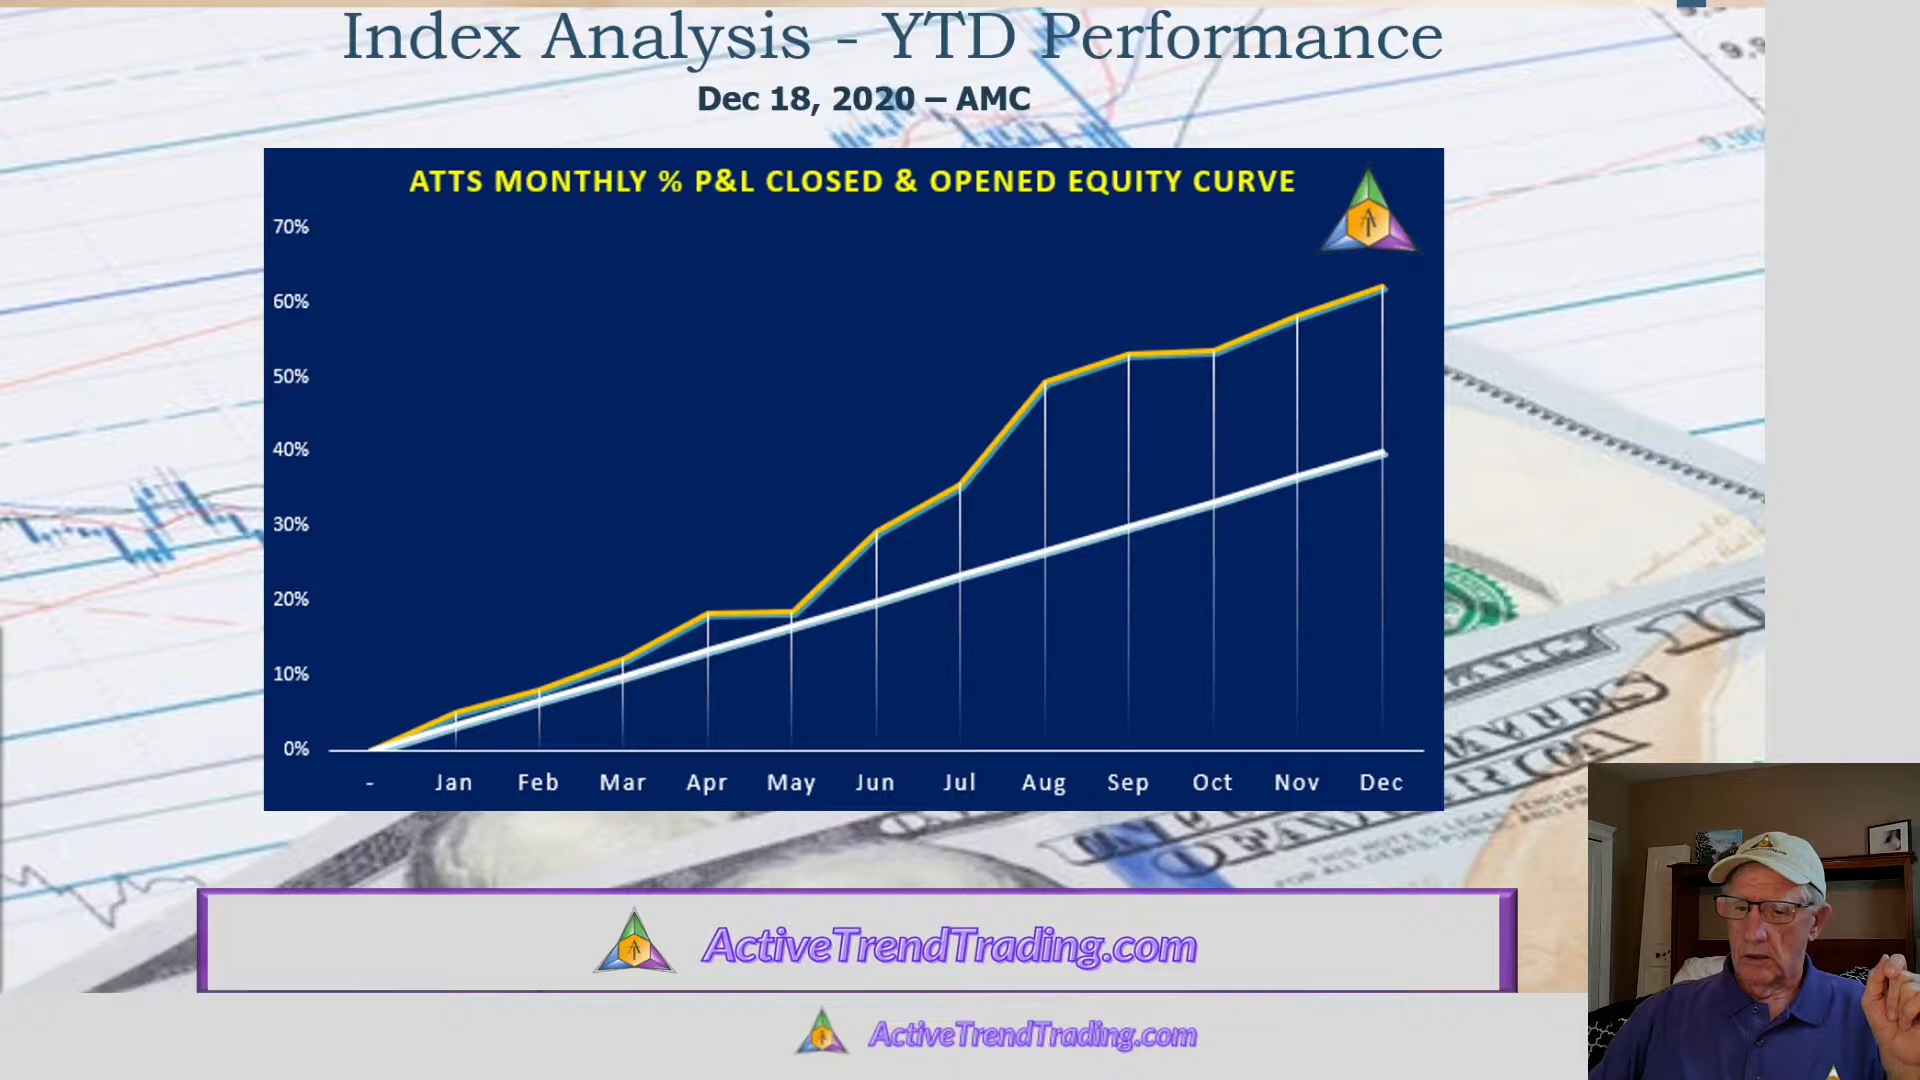 Index Analysis - YTD Performance
Dec 18, 2020 – AMC
ATTS MONTHLY % P&L CLOSED & OPENED EQUITY CURVE
70%
60%
50%
40%
30%
20%
10%
0%
- Jan Feb Mar Apr May Jun Jul Aug Sep Oct Nov Dec
ActiveTrendTrading.com
ActiveTrendTrading.com